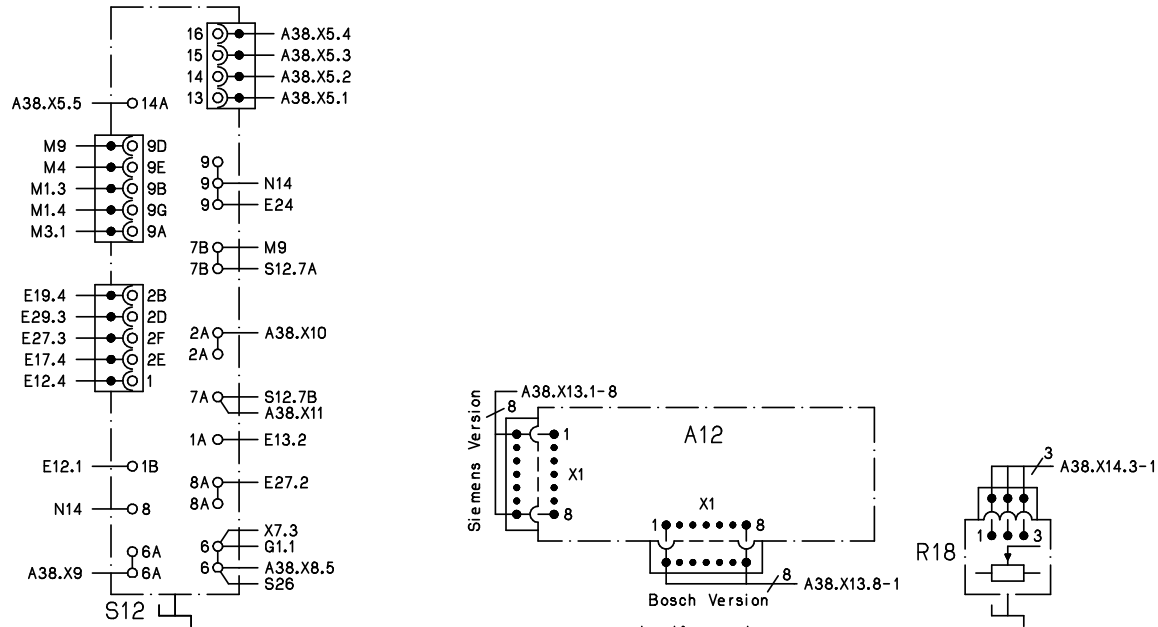 16 A38.X5.4
15 A38.X5.3
14 A38.X5.2
13 A38.X5.1
A38.X5.5 14A
M9 9D
M4 9E
M1.3 9B
M1.4 9G
M3.1 9A
9
9 N14
9 E24
7B M9
7B S12.7A
E19.4 2B
E29.3 2D
E27.3 2F
E17.4 2E
E12.4 1
2A A38.X10
2A
7A S12.7B
A38.X11
1A E13.2
E12.1 1B
8A E27.2
8A
N14 8
X7.3
6 G1.1
6 A38.X8.5
S26
6A
A38.X9 6A
S12
Siemens Version
A38.X13.1-8
8
A12
1
X1
8
X1
1 8
8
A38.X13.8-1
Bosch Version
3
A38.X14.3-1
1 3
R18